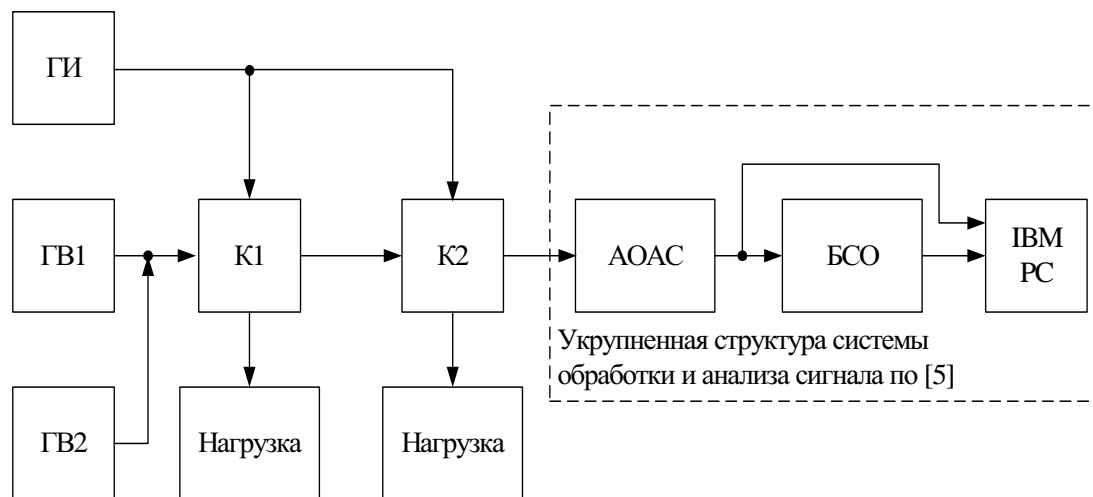 ГИ
ГВ1
К1
К2
АОАС
БСО
IBM
PC
Укрупненная структура системы
обработки и анализа сигнала по [5]
ГВ2
Нагрузка
Нагрузка